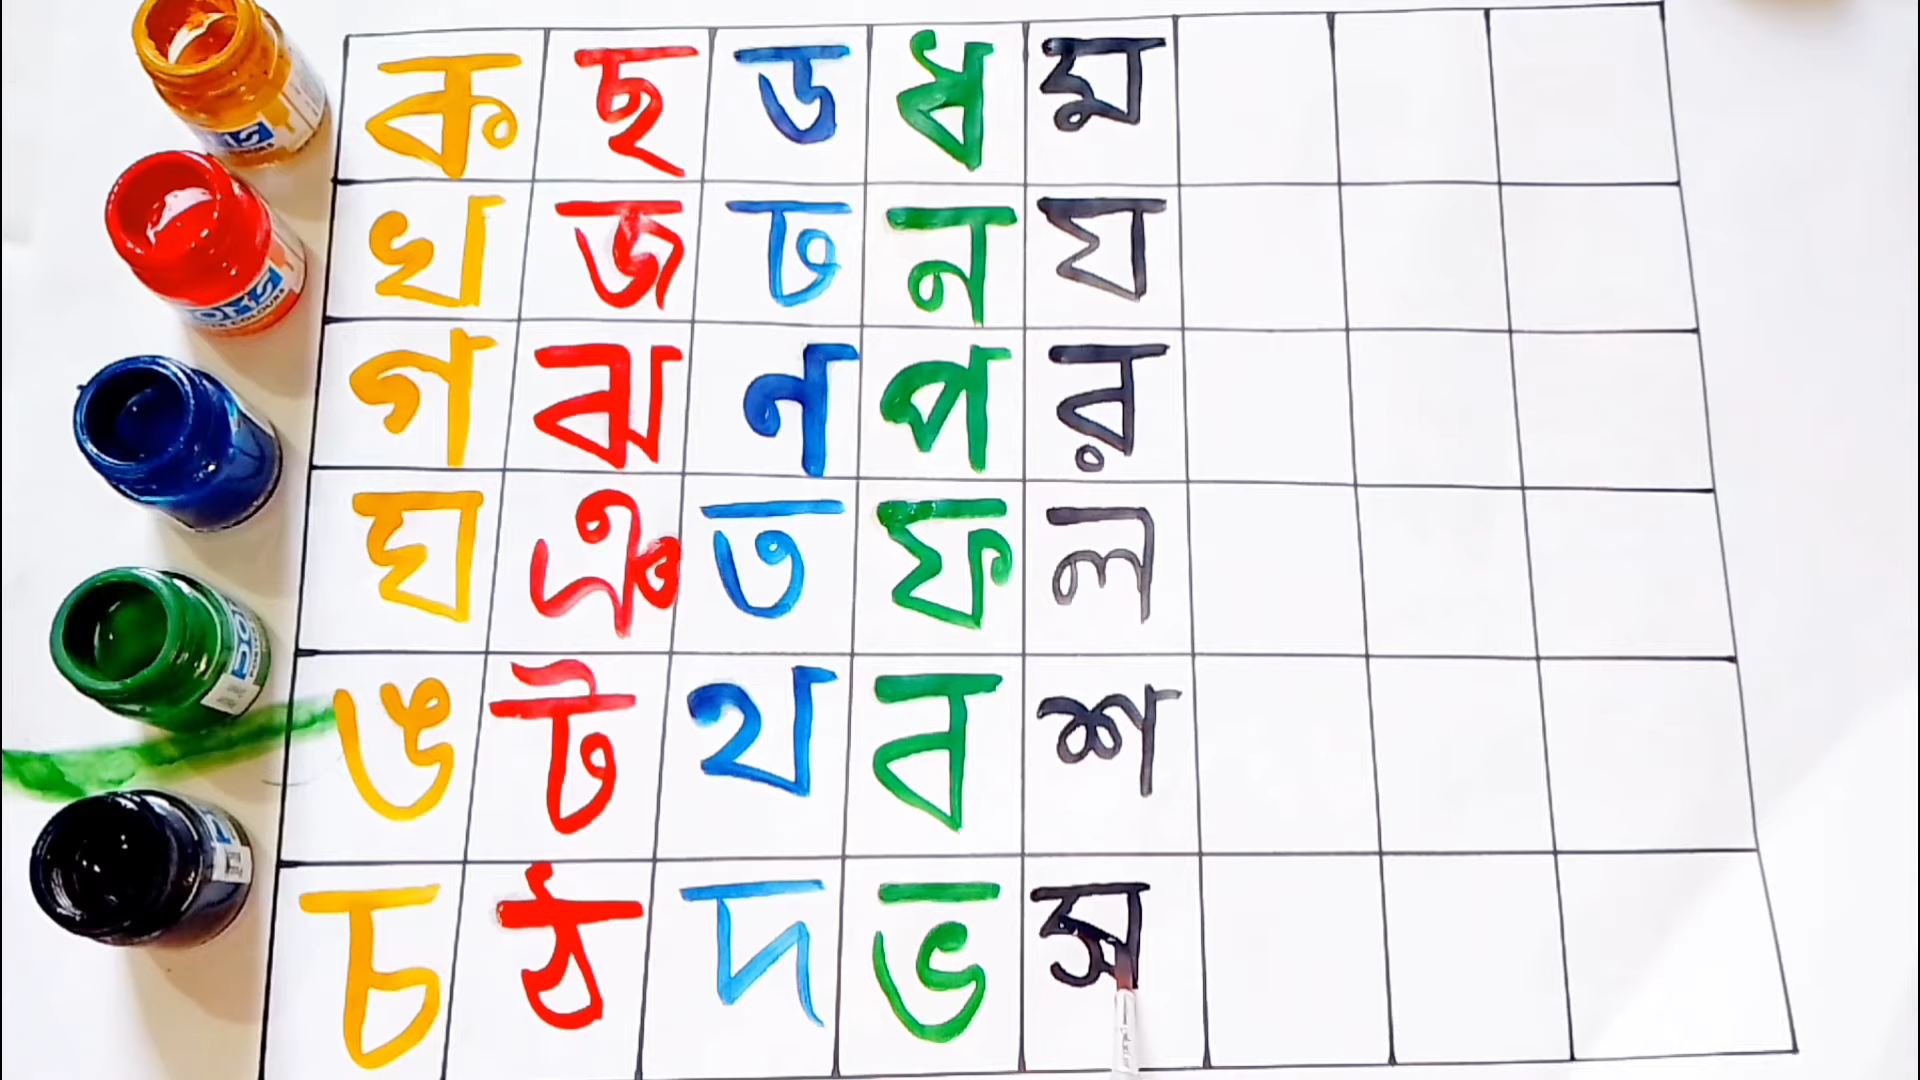 ক ছ ড ধ ম
খ জ ঢ ন য
গ ঝ ণ প র
ঘ ঞ ত ফ ল
ঙ ট থ ব শ
চ ঠ দ ভ স